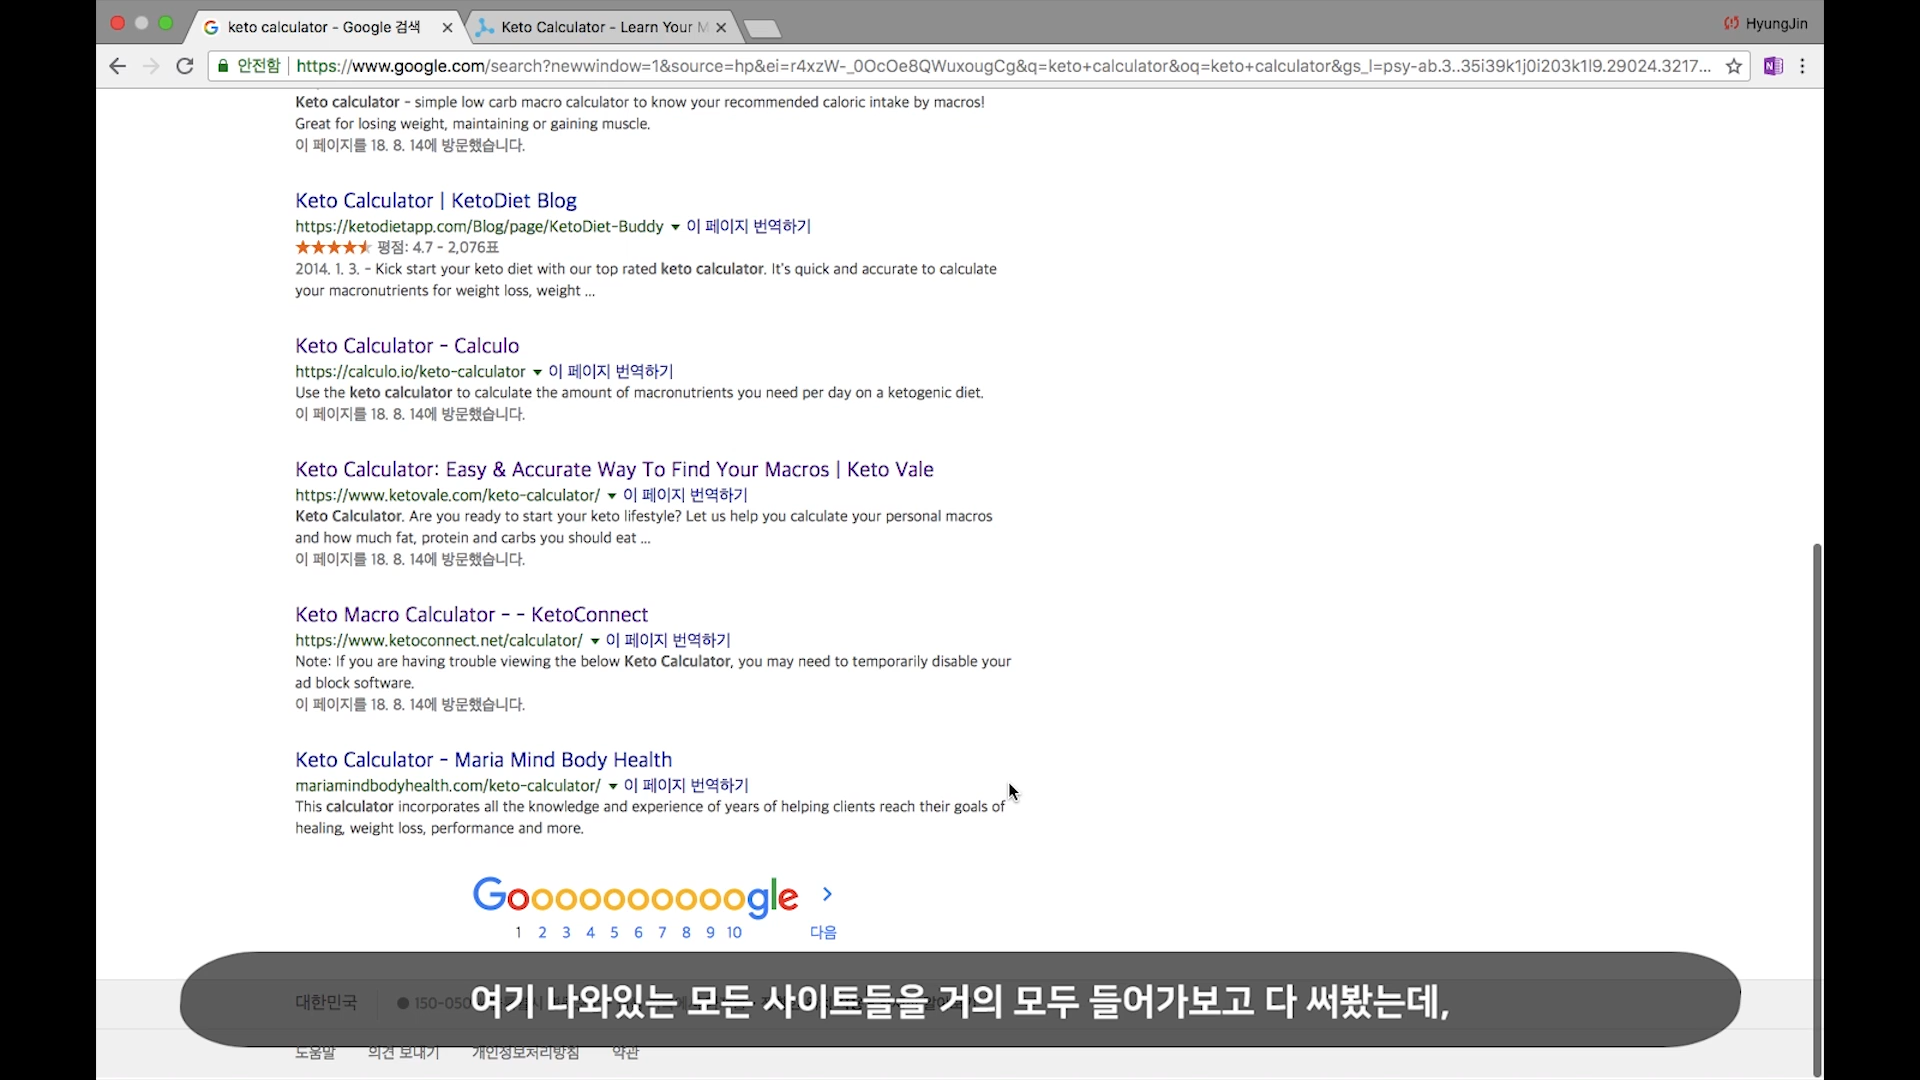 keto calculator - Google 검색
Keto Calculator - Learn Your M
HyungJin
안전함
https://www.google.com/search?newwindow=1&source=hp&ei=r4xzW-_0OcOe8QWuxougCg&q=keto+calculator&oq=keto+calculator&gs_l=psy-ab.3..35i39k1j0i203k1l9.29024.3217...
Keto calculator - simple low carb macro calculator to know your recommended caloric intake by macros!
Great for losing weight, maintaining or gaining muscle.
이 페이지를 18. 8. 14에 방문했습니다.
Keto Calculator | KetoDiet Blog
https://ketodietapp.com/Blog/page/KetoDiet-Buddy ▼ 이 페이지 번역하기
평점: 4.7 - 2,076표
2014. 1. 3. - Kick start your keto diet with our top rated keto calculator. It's quick and accurate to calculate
your macronutrients for weight loss, weight ...
Keto Calculator - Calculo
https://calculo.io/keto-calculator ▼ 이 페이지 번역하기
Use the keto calculator to calculate the amount of macronutrients you need per day on a ketogenic diet.
이 페이지를 18. 8. 14에 방문했습니다.
Keto Calculator: Easy & Accurate Way To Find Your Macros | Keto Vale
https://www.ketovale.com/keto-calculator/ ▼ 이 페이지 번역하기
Keto Calculator. Are you ready to start your keto lifestyle? Let us help you calculate your personal macros
and how much fat, protein and carbs you should eat ...
이 페이지를 18. 8. 14에 방문했습니다.
Keto Macro Calculator - - KetoConnect
https://www.ketoconnect.net/calculator/ ▼ 이 페이지 번역하기
Note: If you are having trouble viewing the below Keto Calculator, you may need to temporarily disable your
ad block software.
이 페이지를 18. 8. 14에 방문했습니다.
Keto Calculator - Maria Mind Body Health
mariamindbodyhealth.com/keto-calculator/ ▼ 이 페이지 번역하기
This calculator incorporates all the knowledge and experience of years of helping clients reach their goals of
healing, weight loss, performance and more.
Goooooooooogle >
1 2 3 4 5 6 7 8 9 10 다음
대한민국
여기 나와있는 모든 사이트들을 거의 모두 들어가보고 다 써봤는데,
도움말 의견 보내기 개인정보처리방침 약관